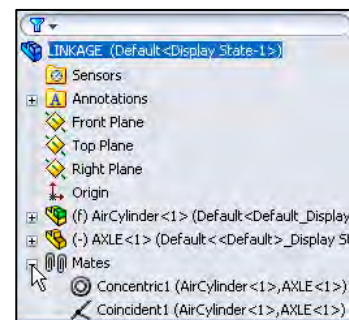 LINKAGE (Default<Display State-1>)
Sensors
A Annotations
Front Plane
Top Plane
Right Plane
Origin
(f) AirCylinder<1> (Default<Default_Display
(-) AXLE<1> (Default<<Default>_Display St
Mates
Concentric1 (AirCylinder<1>,AXLE<1>)
Coincident1 (AirCylinder<1>,AXLE<1>)